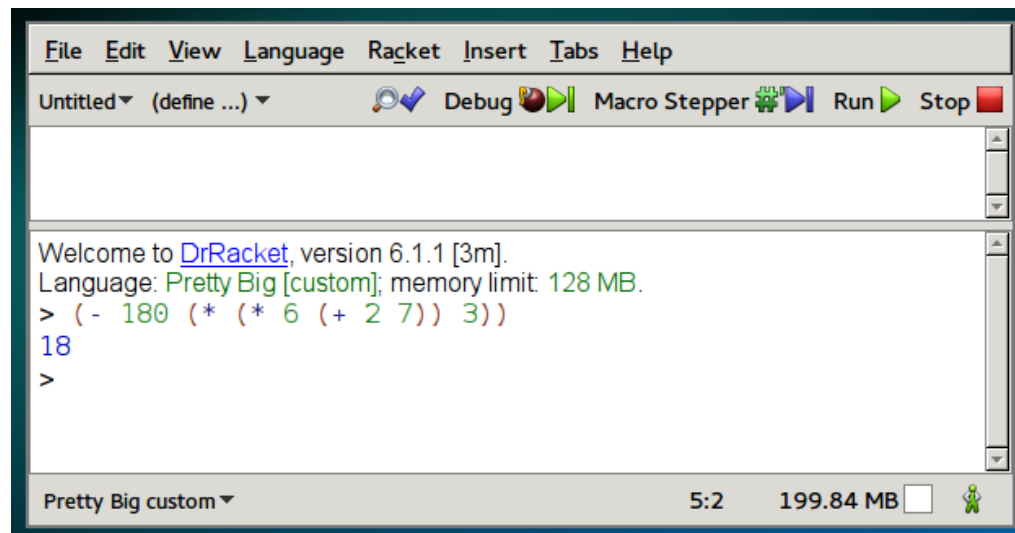 File Edit View Language Racket Insert Tabs Help
Untitled (define ...) Debug Macro Stepper Run Stop
Welcome to DrRacket, version 6.1.1 [3m].
Language: Pretty Big [custom]; memory limit: 128 MB.
> (- 180 (* (* 6 (+ 2 7)) 3))
18
>
Pretty Big custom 5:2 199.84 MB